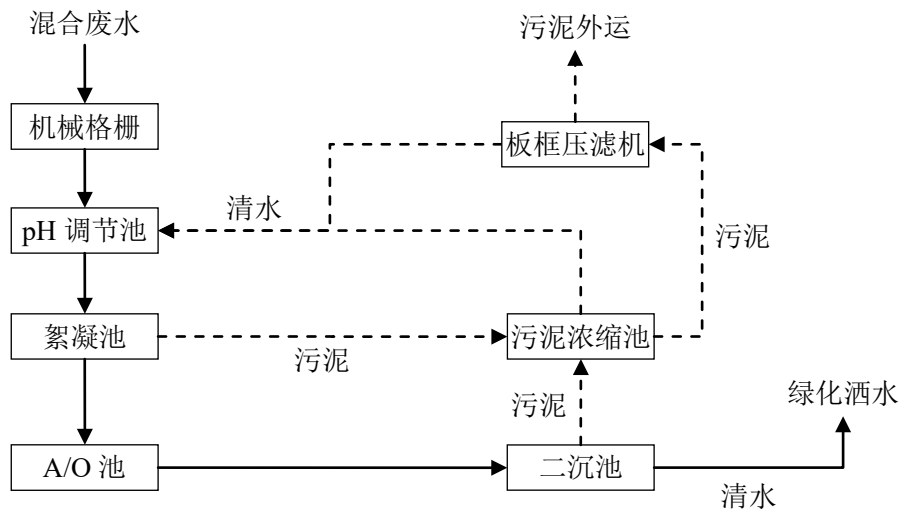 混合废水
污泥外运
机械格栅
板框压滤机
清水
pH 调节池
污泥
絮凝池
污泥
污泥浓缩池
污泥
绿化洒水
A/O 池
二沉池
清水